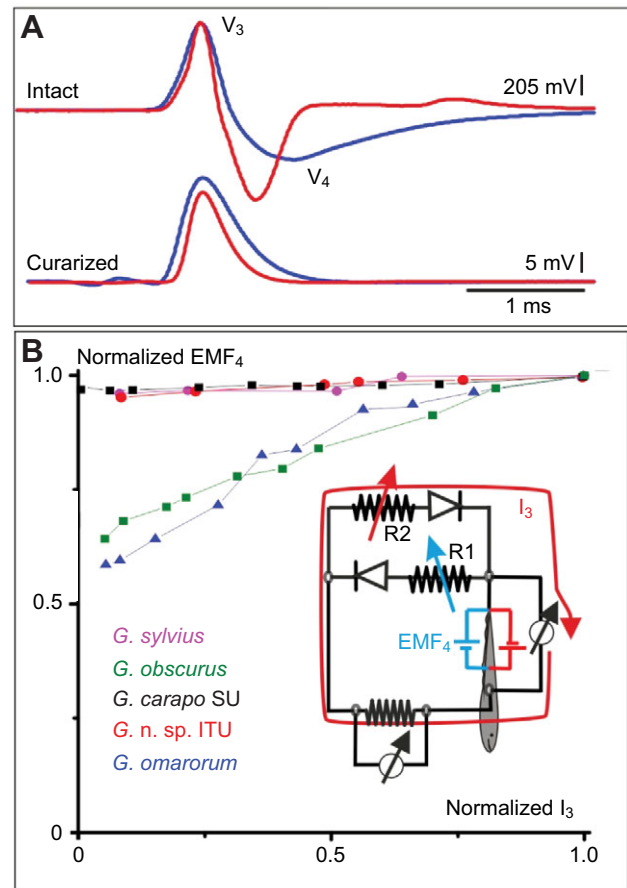 A
V3
Intact
205 mV
V4
Curarized
5 mV
1 ms
B
Normalized EMF4
1.0
I3
R2
R1
0.5
EMF4
G. sylvius
G. obscurus
G. carapo SU
G. n. sp. ITU
G. omarorum
Normalized I3
0
0
0.5
1.0